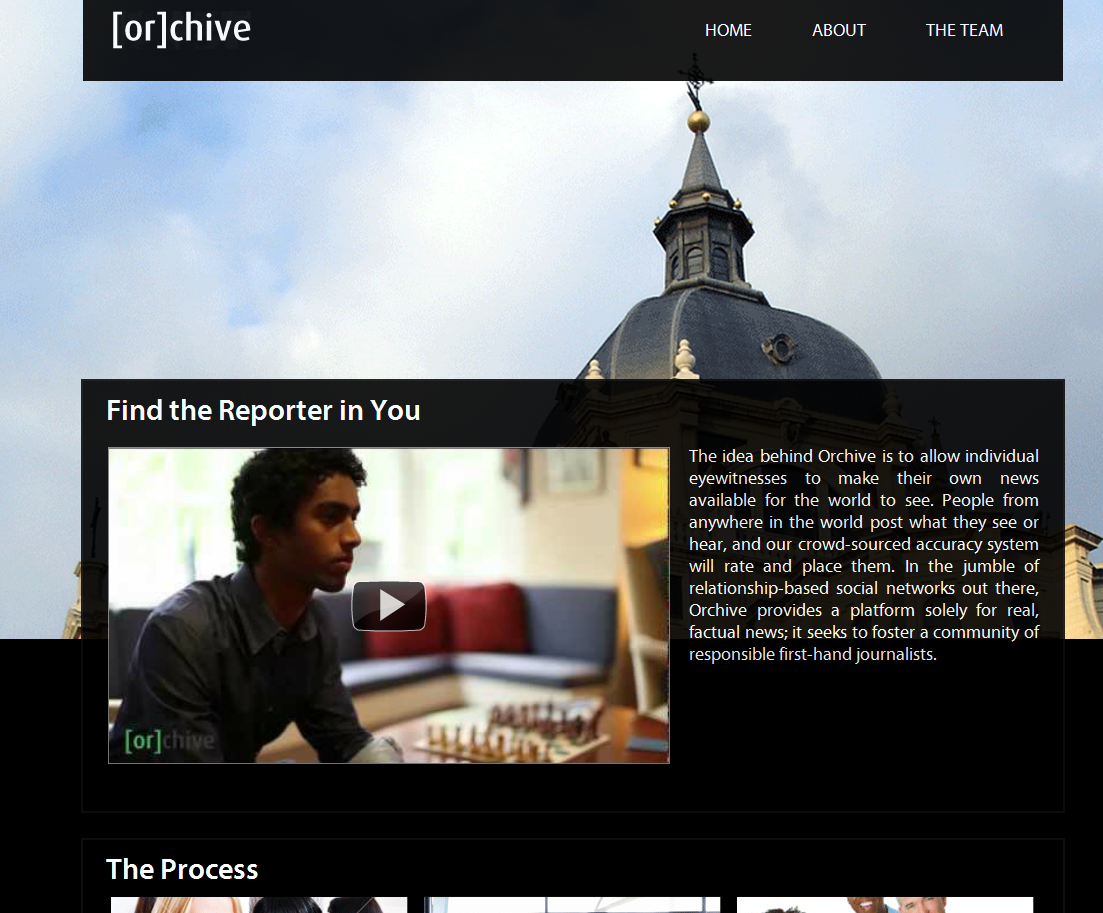 [or]chive
HOME ABOUT THE TEAM
Find the Reporter in You
The idea behind Orchive is to allow individual
eyewitnesses to make their own news
available for the world to see. People from
anywhere in the world post what they see or
hear, and our crowd-sourced accuracy system
will rate and place them. In the jumble of
relationship-based social networks out there,
Orchive provides a platform solely for real,
factual news; it seeks to foster a community of
responsible first-hand journalists.
[or]chive
The Process